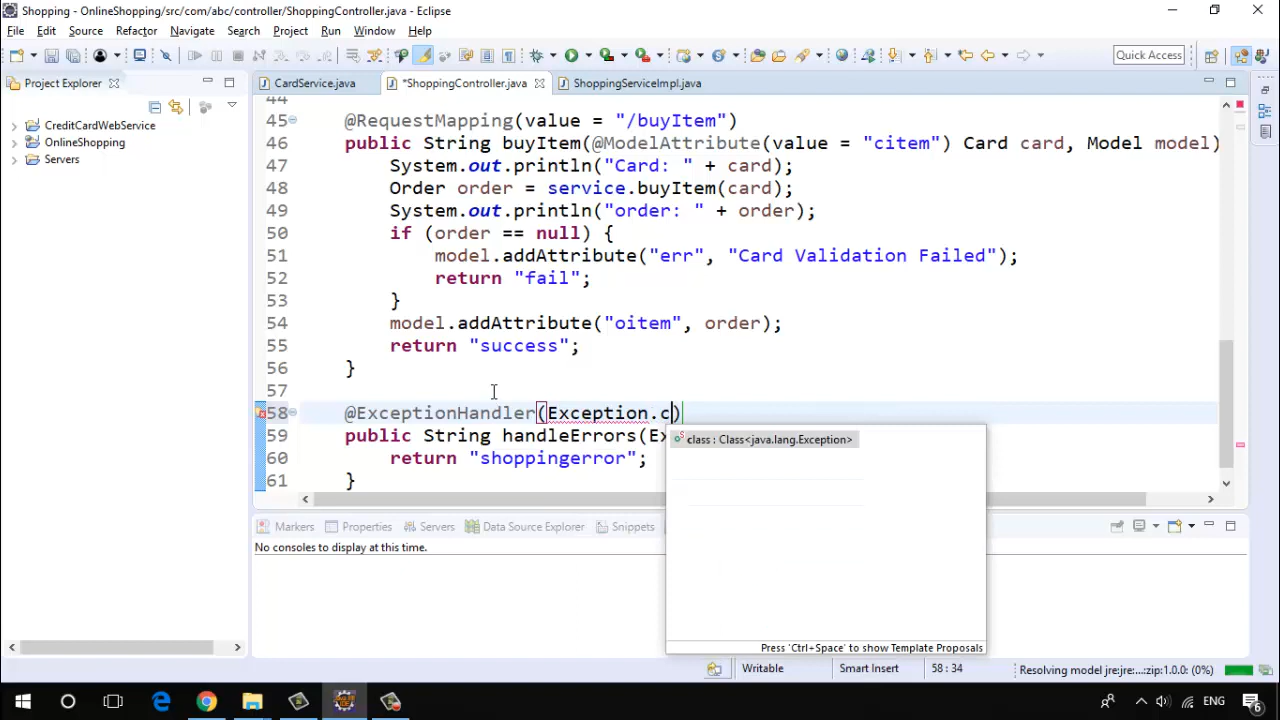 Shopping - OnlineShopping/src/com/abc/controller/ShoppingController.java - Eclipse
File Edit Source Refactor Navigate Search Project Run Window Help
Quick Access
Project Explorer
CardService.java *ShoppingController.java ShoppingServiceImpl.java
CreditCardWebService
OnlineShopping
Servers
44
45 @RequestMapping(value = "/buyItem")
46 public String buyItem(@ModelAttribute(value = "citem") Card card, Model model)
47 System.out.println("Card: " + card);
48 Order order = service.buyItem(card);
49 System.out.println("order: " + order);
50 if (order == null) {
51 model.addAttribute("err", "Card Validation Failed");
52 return "fail";
53 }
54 model.addAttribute("oitem", order);
55 return "success";
56 }
57
58 @ExceptionHandler(Exception.c)
59 public String handleErrors(Ex
60 return "shoppingerror";
61 }
class : Class<java.lang.Exception>
Press 'Ctrl+Space' to show Template Proposals
Markers Properties Servers Data Source Explorer Snippets
No consoles to display at this time.
Writable Smart Insert 58 : 34 Resolving model jre:jre:...:zip:1.0.0: (0%)
ENG 6